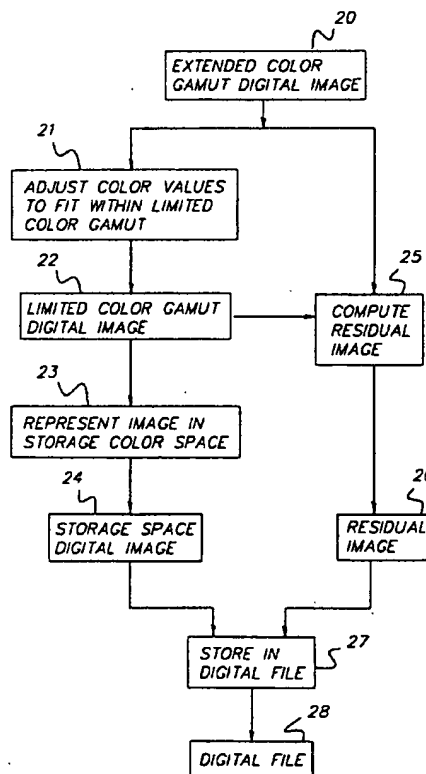 20
EXTENDED COLOR
GAMUT DIGITAL IMAGE
21
ADJUST COLOR VALUES
TO FIT WITHIN LIMITED
COLOR GAMUT
22
LIMITED COLOR GAMUT
DIGITAL IMAGE
25
COMPUTE
RESIDUAL
IMAGE
23
REPRESENT IMAGE IN
STORAGE COLOR SPACE
24
STORAGE SPACE
DIGITAL IMAGE
26
RESIDUAL
IMAGE
STORE IN
DIGITAL FILE
27
28
DIGITAL FILE